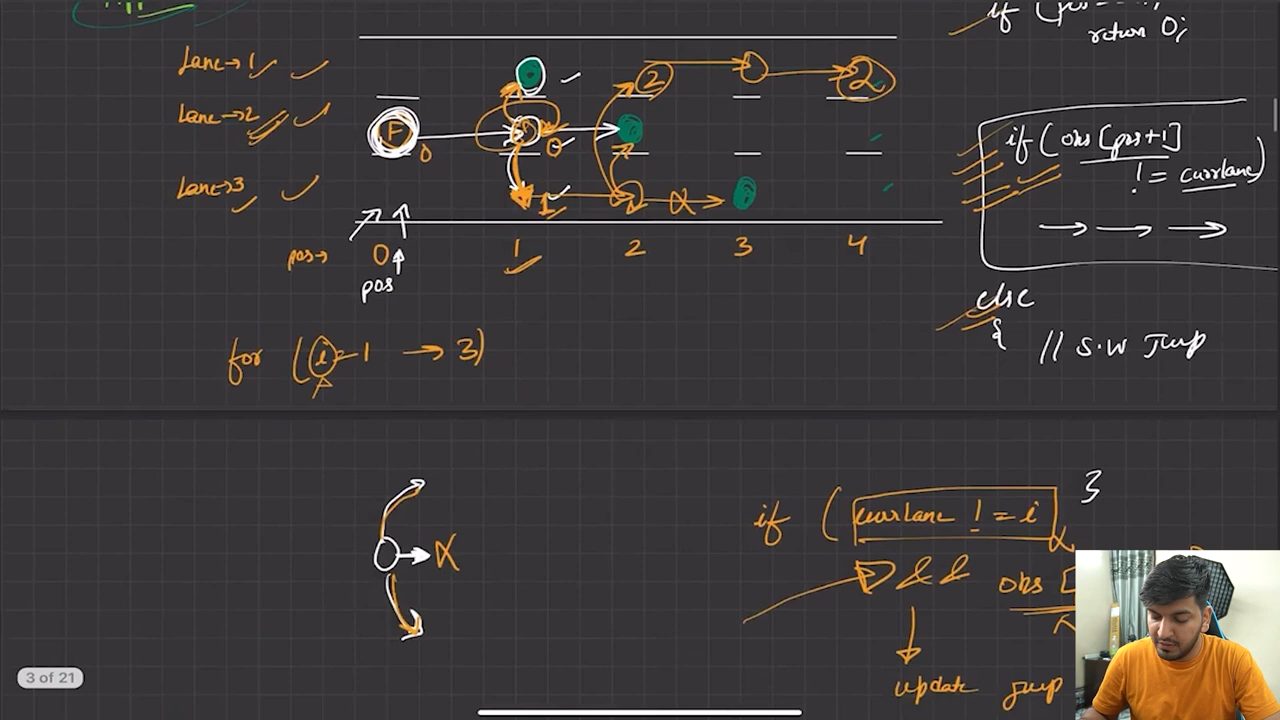 return 0;
Lane→1
Lane→2
Lane→3
F
0
0
1
2
2
2
pos→ 0 1 2 3 4
pos
if (obs[pos+1]
!= currlane)
else
{
// S.W Jump
for (i=1 → 3)
if (currlane != i)
&& obs [
3
update jump
3 of 21